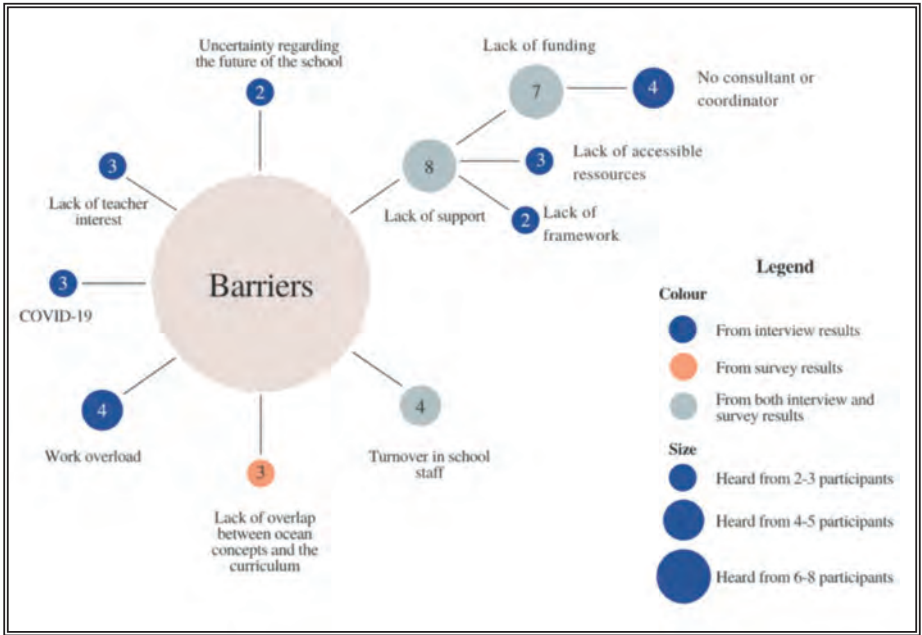 Uncertainty regarding
the future of the school
2
Lack of funding
7
4
No consultant or
coordinator
3
Lack of teacher
interest
8
Lack of support
3
Lack of accessible
ressources
2
Lack of
framework
Barriers
3
COVID-19
4
Work overload
3
Lack of overlap
between ocean
concepts and the
curriculum
4
Turnover in school
staff
Legend
Colour
From interview results
From survey results
From both interview and
survey results
Size
Heard from 2-3 participants
Heard from 4-5 participants
Heard from 6-8 participants